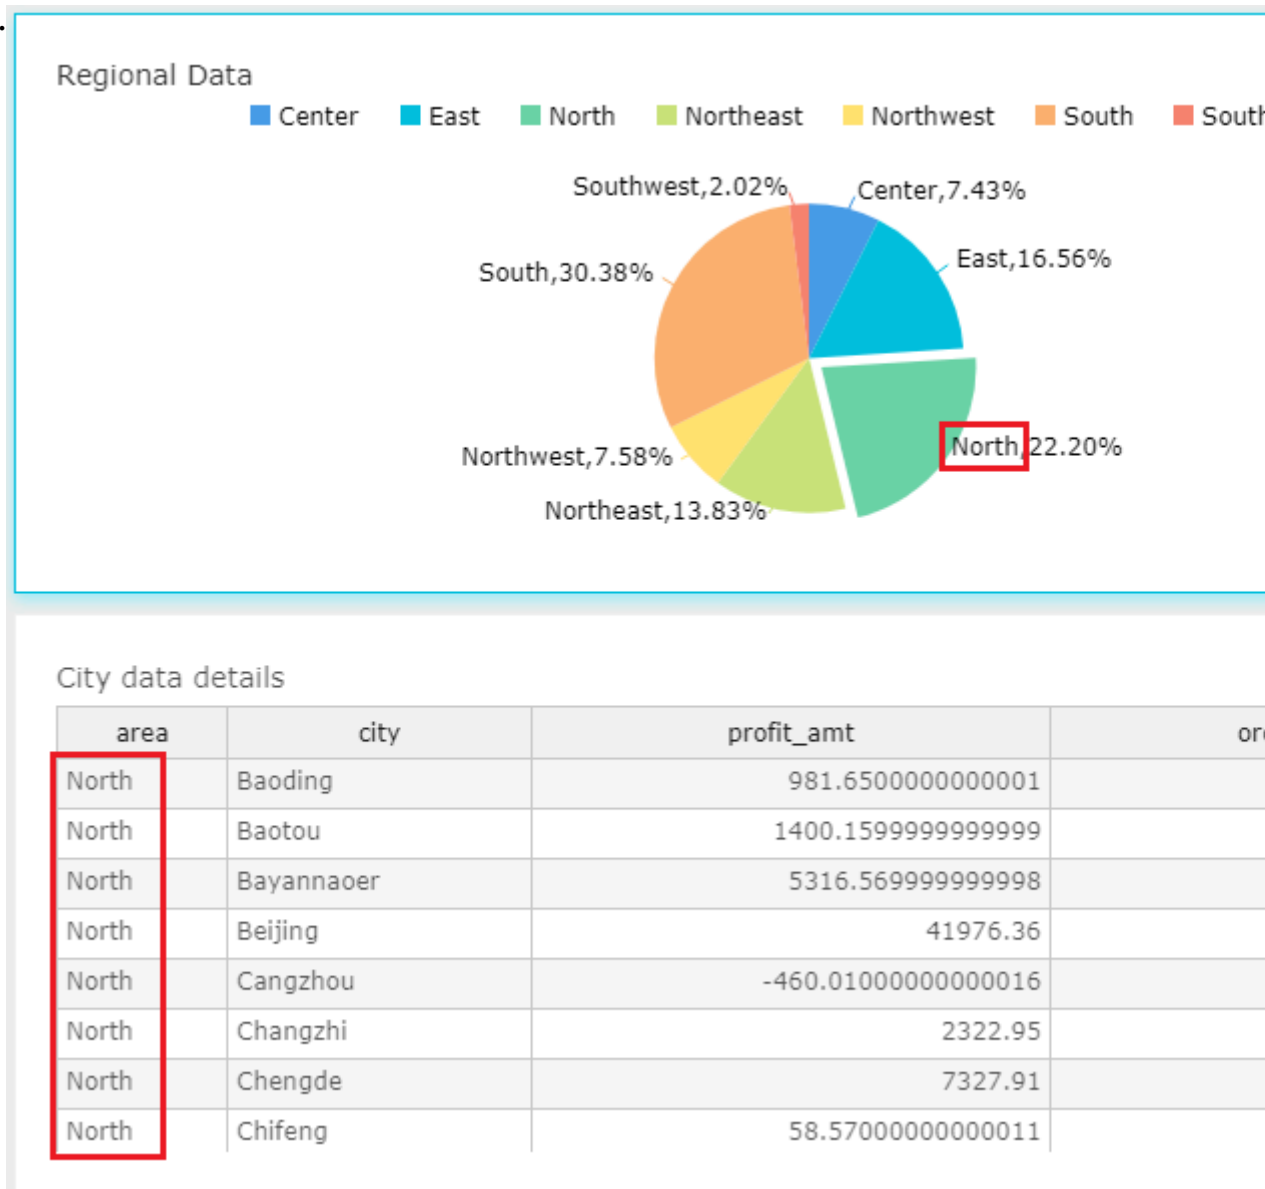 Regional Data
Center East North Northeast Northwest South South
Southwest,2.02%
Center,7.43%
East,16.56%
South,30.38%
North,22.20%
Northwest,7.58%
Northeast,13.83%
City data details
area city profit_amt or
North Baoding 981.6500000000001
North Baotou 1400.1599999999999
North Bayannaoer 5316.569999999998
North Beijing 41976.36
North Cangzhou -460.01000000000016
North Changzhi 2322.95
North Chengde 7327.91
North Chifeng 58.57000000000011